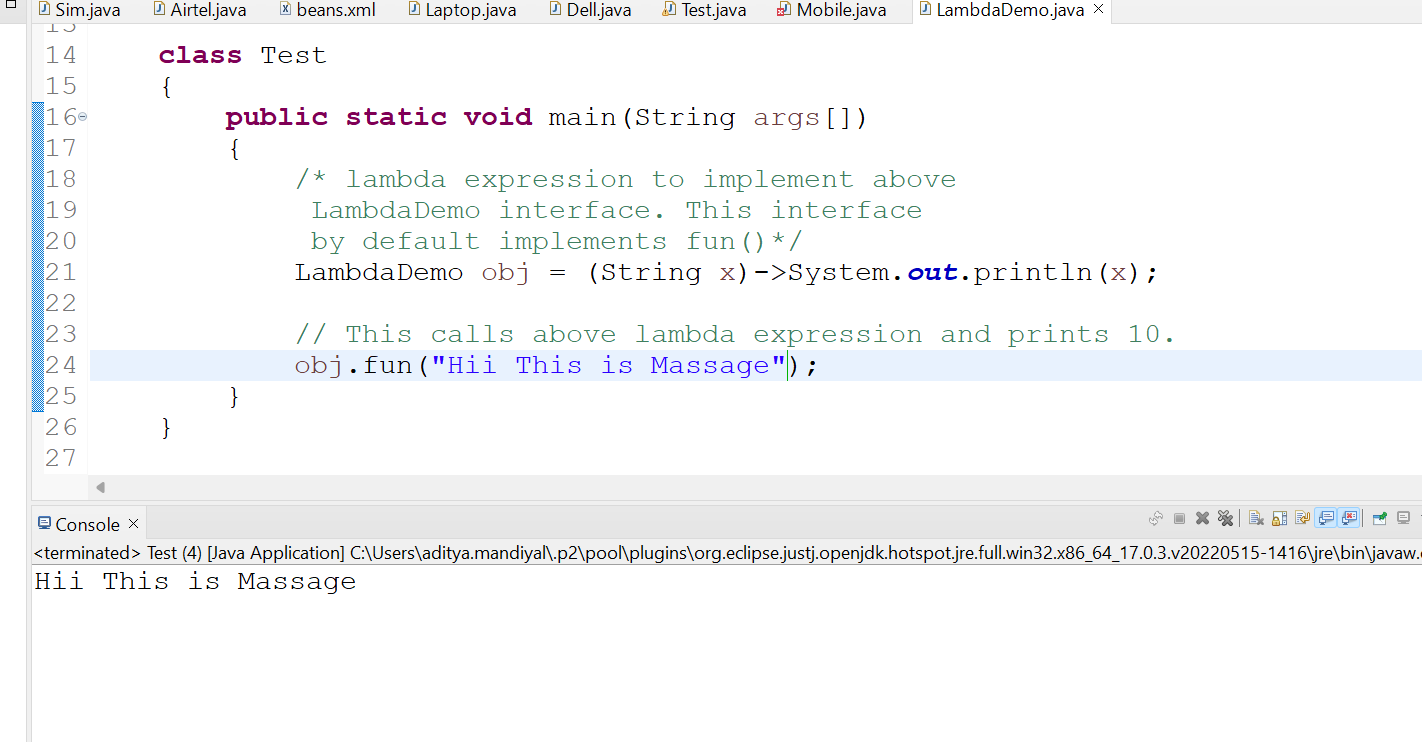 Sim.java Airtel.java beans.xml Laptop.java Dell.java Test.java Mobile.java LambdaDemo.java
14 class Test
15 {
16 public static void main(String args[])
17 {
18 /* lambda expression to implement above
19 LambdaDemo interface. This interface
20 by default implements fun()*/
21 LambdaDemo obj = (String x)->System.out.println(x);
22
23 // This calls above lambda expression and prints 10.
24 obj.fun("Hii This is Massage");
25 }
26 }
27
Console
<terminated> Test (4) [Java Application] C:\Users\aditya.mandiyal\.p2\pool\plugins\org.eclipse.justj.openjdk.hotspot.jre.full.win32.x86_64_17.0.3.v20220515-1416\jre\bin\javaw.
Hii This is Massage